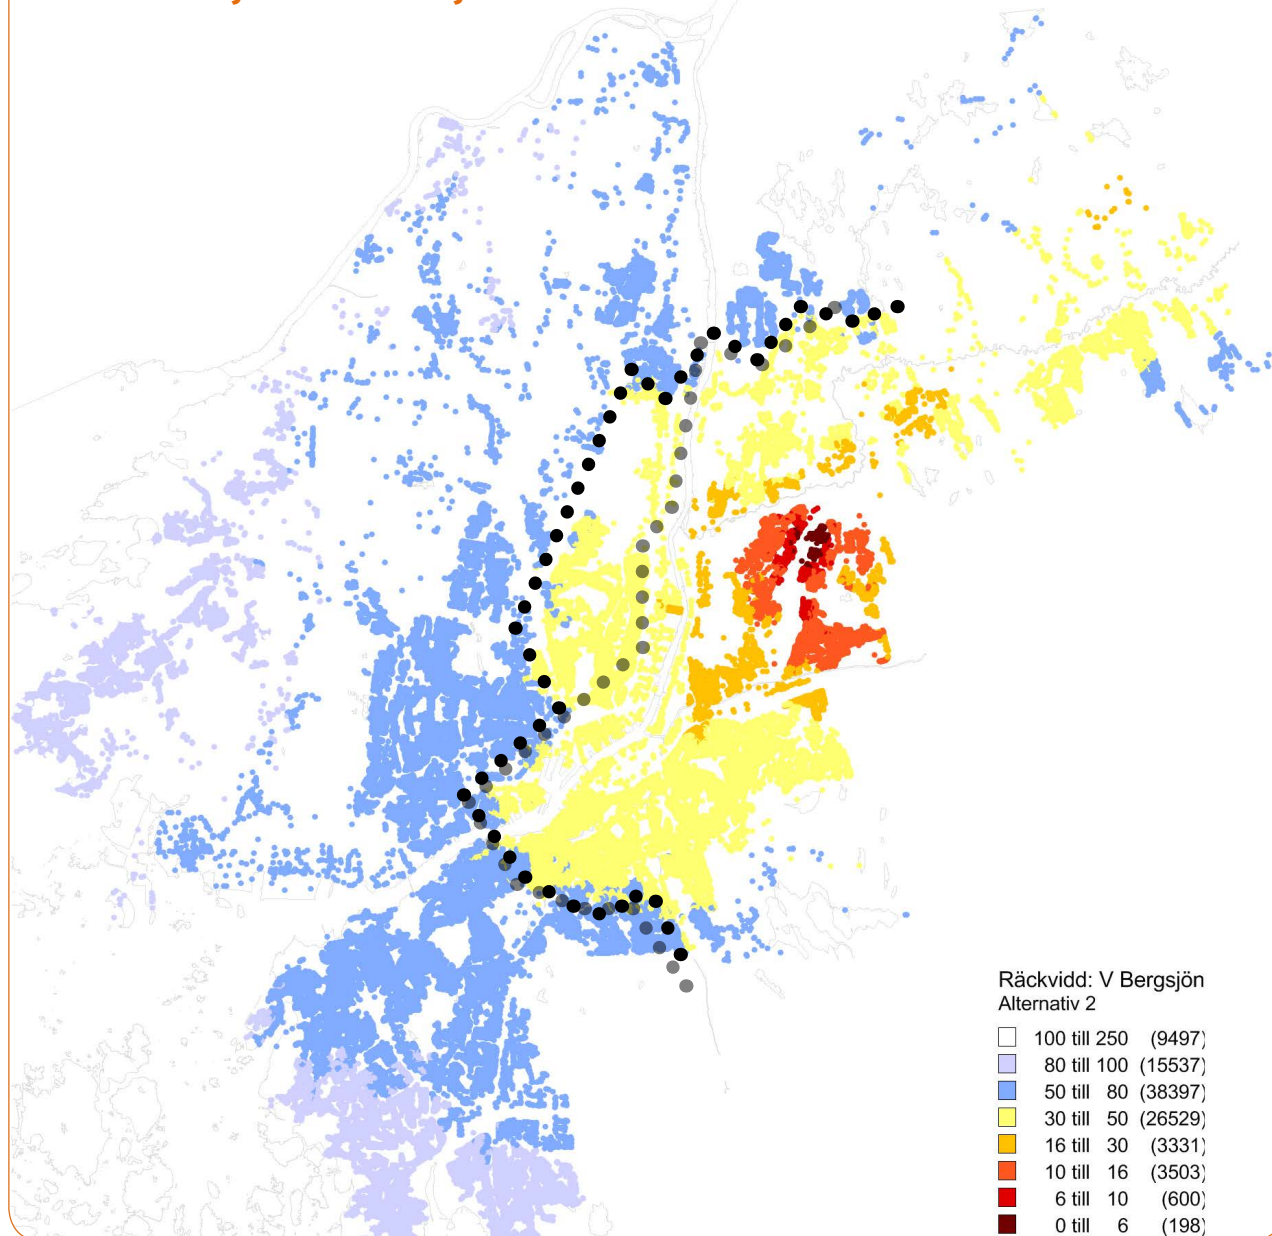 Räckvidd: V Bergsjön
Alternativ 2
100 till 250 (9497)
80 till 100 (15537)
50 till 80 (38397)
30 till 50 (26529)
16 till 30 (3331)
10 till 16 (3503)
6 till 10 (600)
0 till 6 (198)